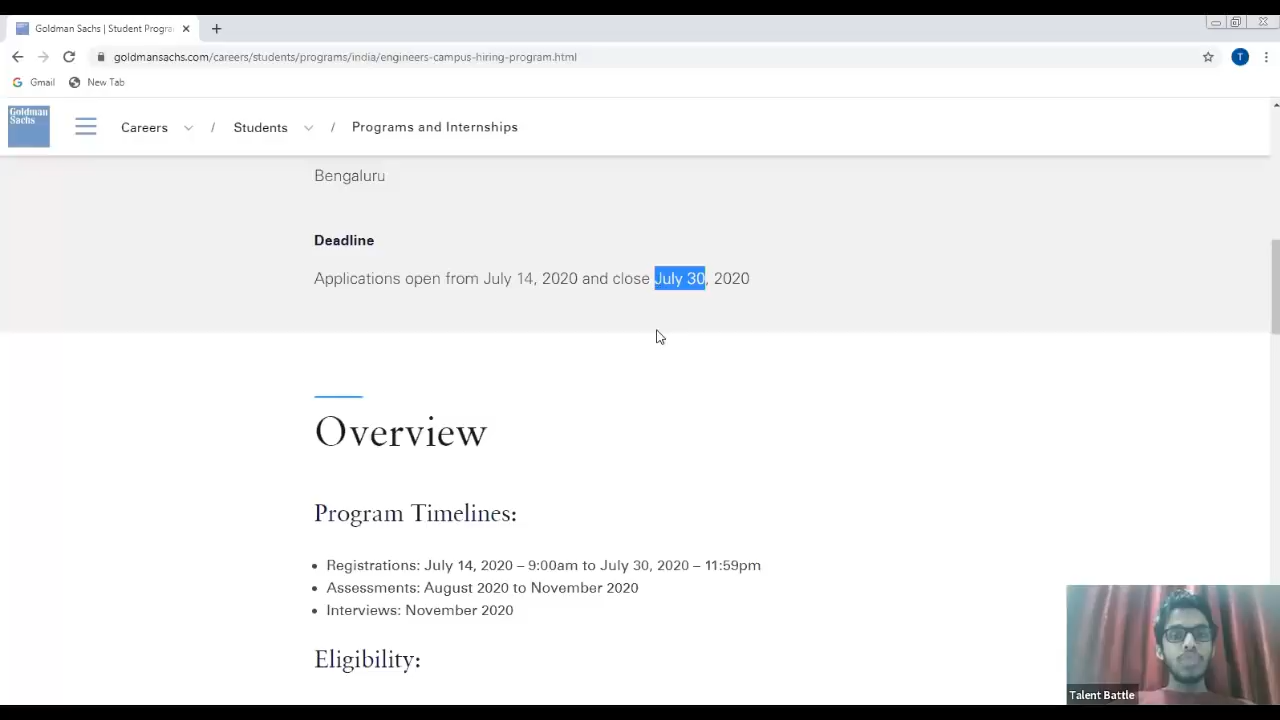 Goldman Sachs | Student Progra
goldmansachs.com/careers/students/programs/india/engineers-campus-hiring-program.html
T
Gmail
New Tab
Goldman
Sachs
Careers / Students / Programs and Internships
Bengaluru
Deadline
Applications open from July 14, 2020 and close July 30, 2020
Overview
Program Timelines:
Registrations: July 14, 2020 – 9:00am to July 30, 2020 – 11:59pm
Assessments: August 2020 to November 2020
Interviews: November 2020
Eligibility:
Talent Battle